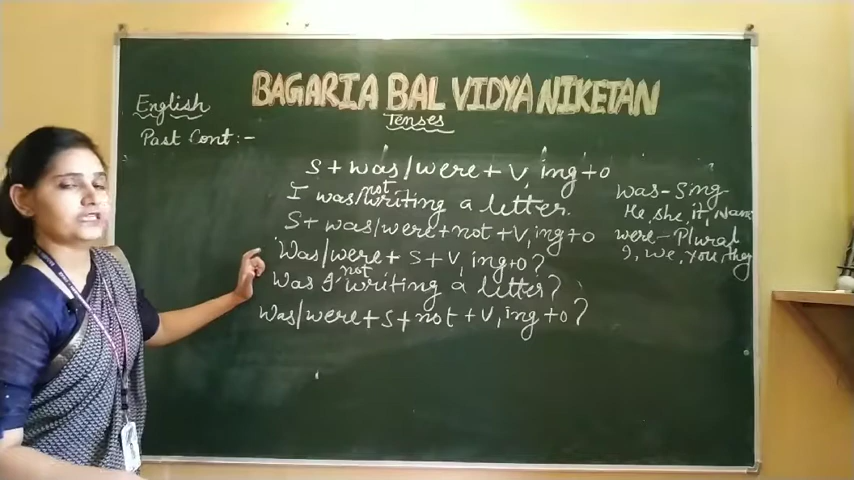 BAGARIA BAL VIDYA NIKETAN
English
Tenses
Past Cont:-
S + was/were + V, ing + o
I was/not writing a letter.
S + was/were + not + V, ing + o
Was/were + S + V, ing + o?
Was I not writing a letter?
Was/were + S + not + V, ing + o?
was - Sing
He, she, it, Name
were - Plural
I, we, you, they